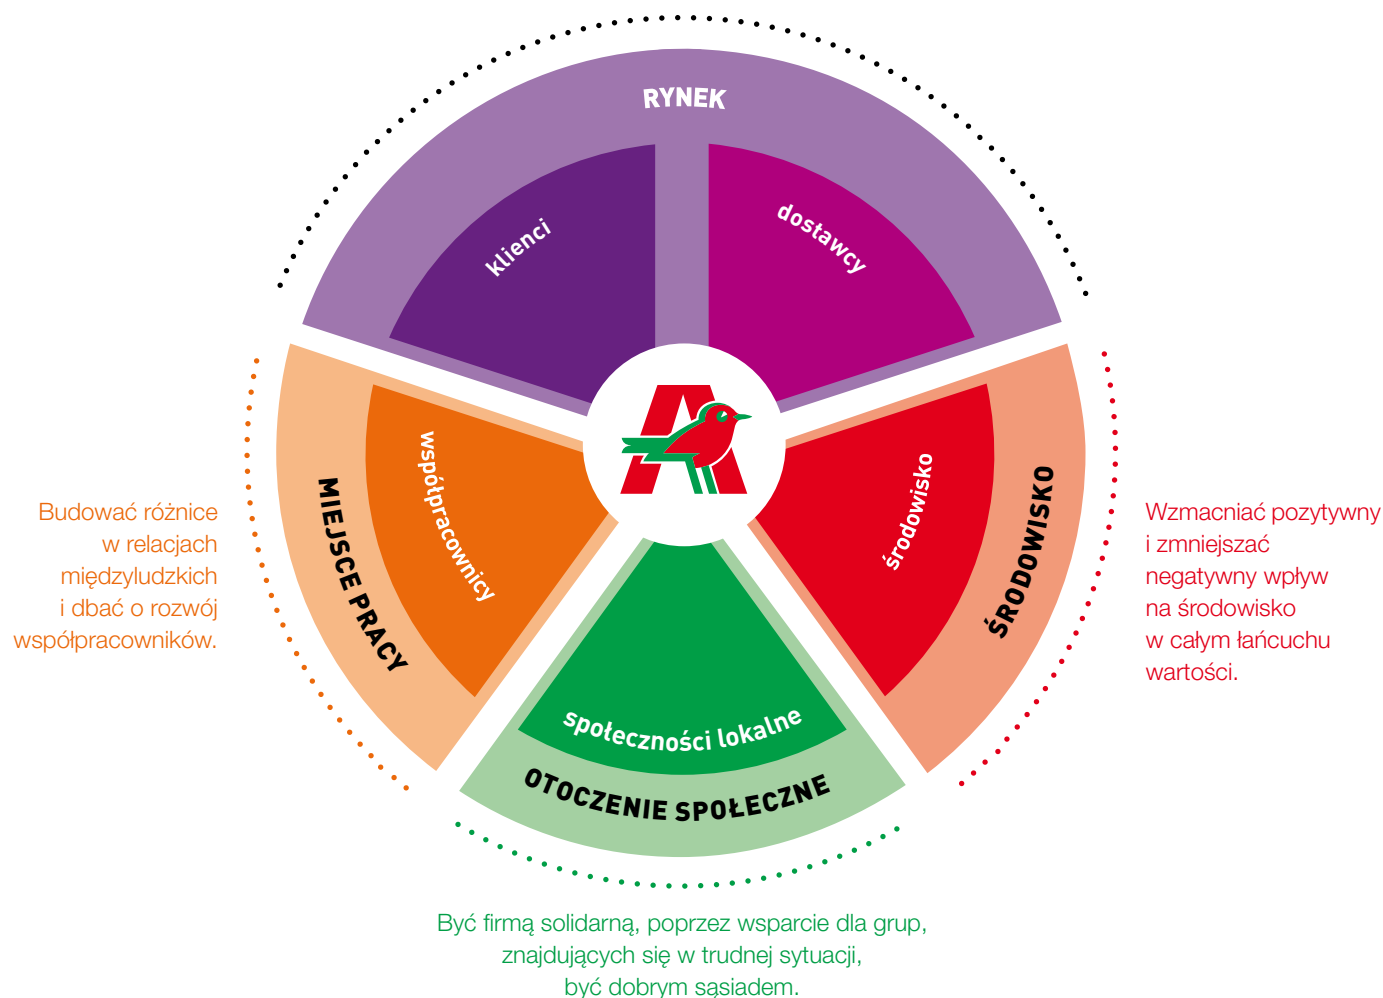 RYNEK
klienci
dostawcy
współpracownicy
MIEJSCE PRACY
środowisko
ŚRODOWISKO
Budować różnice
w relacjach
międzyludzkich
i dbać o rozwój
współpracowników.
Wzmacniać pozytywny
i zmniejszać
negatywny wpływ
na środowisko
w całym łańcuchu
wartości.
społeczności lokalne
OTOCZENIE SPOŁECZNE
Być firmą solidarną, poprzez wsparcie dla grup,
znajdujących się w trudnej sytuacji,
być dobrym sąsiadem.